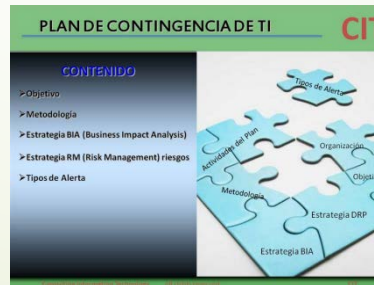 PLAN DE CONTINGENCIA DE TI
CIT
CONTENIDO
➢Objetivo
➢Metodología
➢Estrategia BIA (Business Impact Analysis)
➢Estrategia RM (Risk Management) riesgos
➢Tipos de Alerta
Tipos de Alerta
Actividades del Plan
Organización
Metodología
Objeti
Estrategia DRP
Estrategia BIA